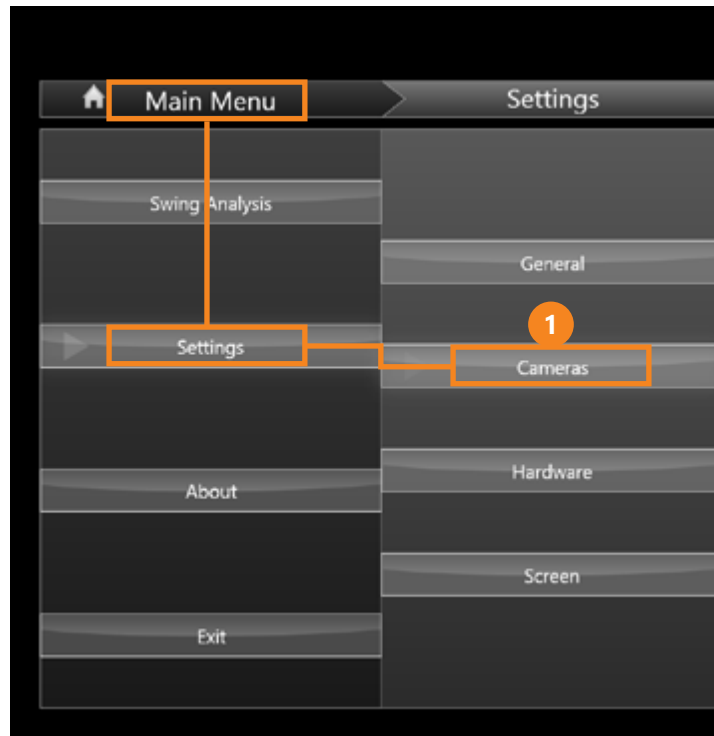 Main Menu
Settings
Swing Analysis
Settings
About
Exit
General
1
Cameras
Hardware
Screen